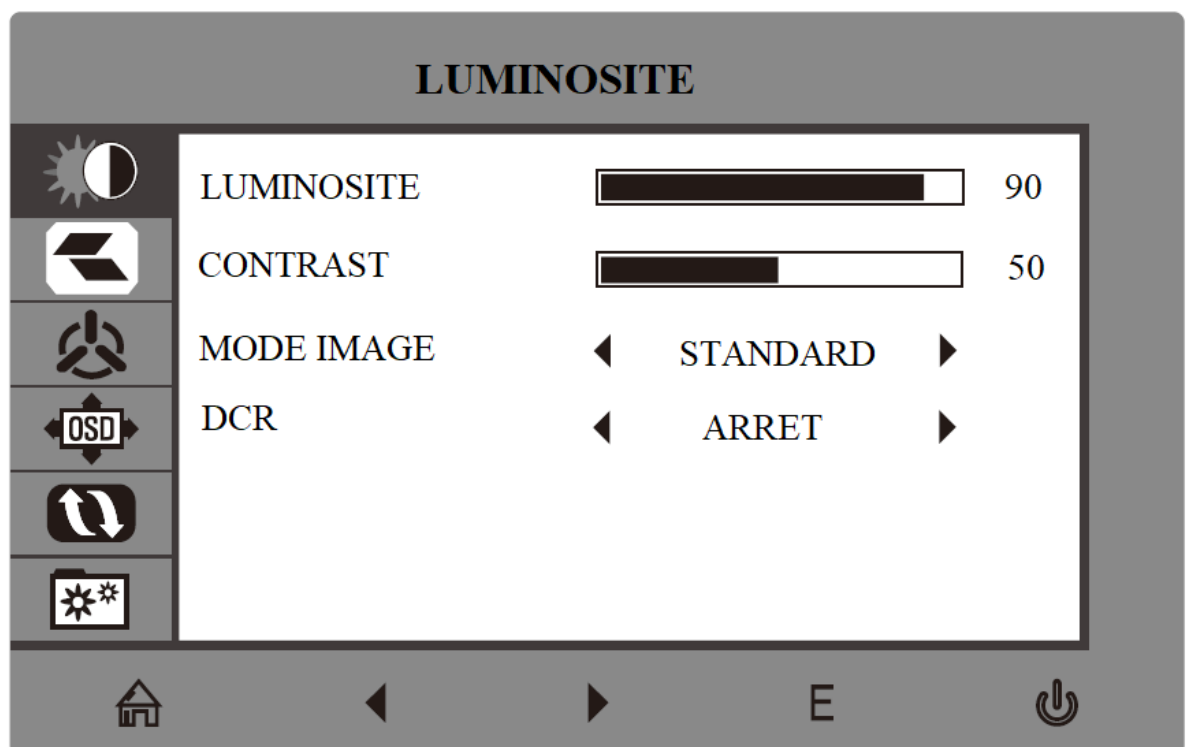 LUMINOSITE
LUMINOSITE 90
CONTRAST 50
MODE IMAGE STANDARD
DCR ARRET
OSD
E